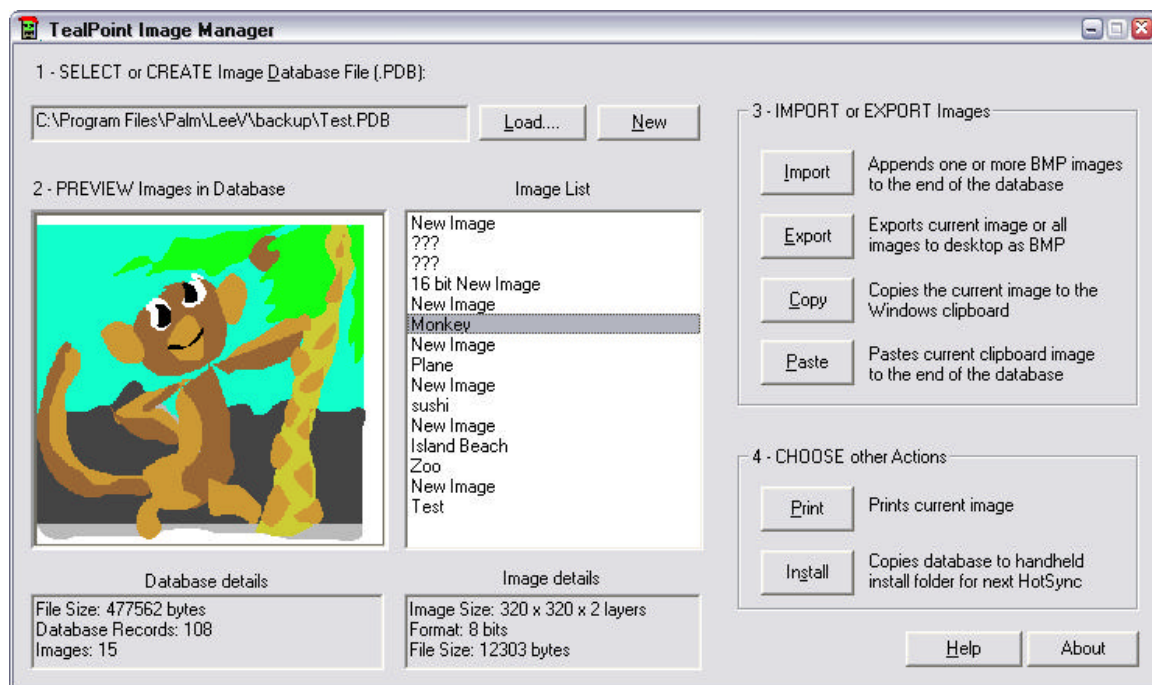 TealPoint Image Manager
1 - SELECT or CREATE Image Database File (.PDB):
C:\Program Files\Palm\LeeV\backup\Test.PDB
Load....
New
2 - PREVIEW Images in Database
Image List
New Image
???
???
16 bit New Image
New Image
Monkey
New Image
Plane
New Image
sushi
New Image
Island Beach
Zoo
New Image
Test
Database details
File Size: 477562 bytes
Database Records: 108
Images: 15
Image details
Image Size: 320 x 320 x 2 layers
Format: 8 bits
File Size: 12303 bytes
3 - IMPORT or EXPORT Images
Import
Appends one or more BMP images
to the end of the database
Export
Exports current image or all
images to desktop as BMP
Copy
Copies the current image to the
Windows clipboard
Paste
Pastes current clipboard image
to the end of the database
4 - CHOOSE other Actions
Print
Prints current image
Install
Copies database to handheld
install folder for next HotSync
Help
About